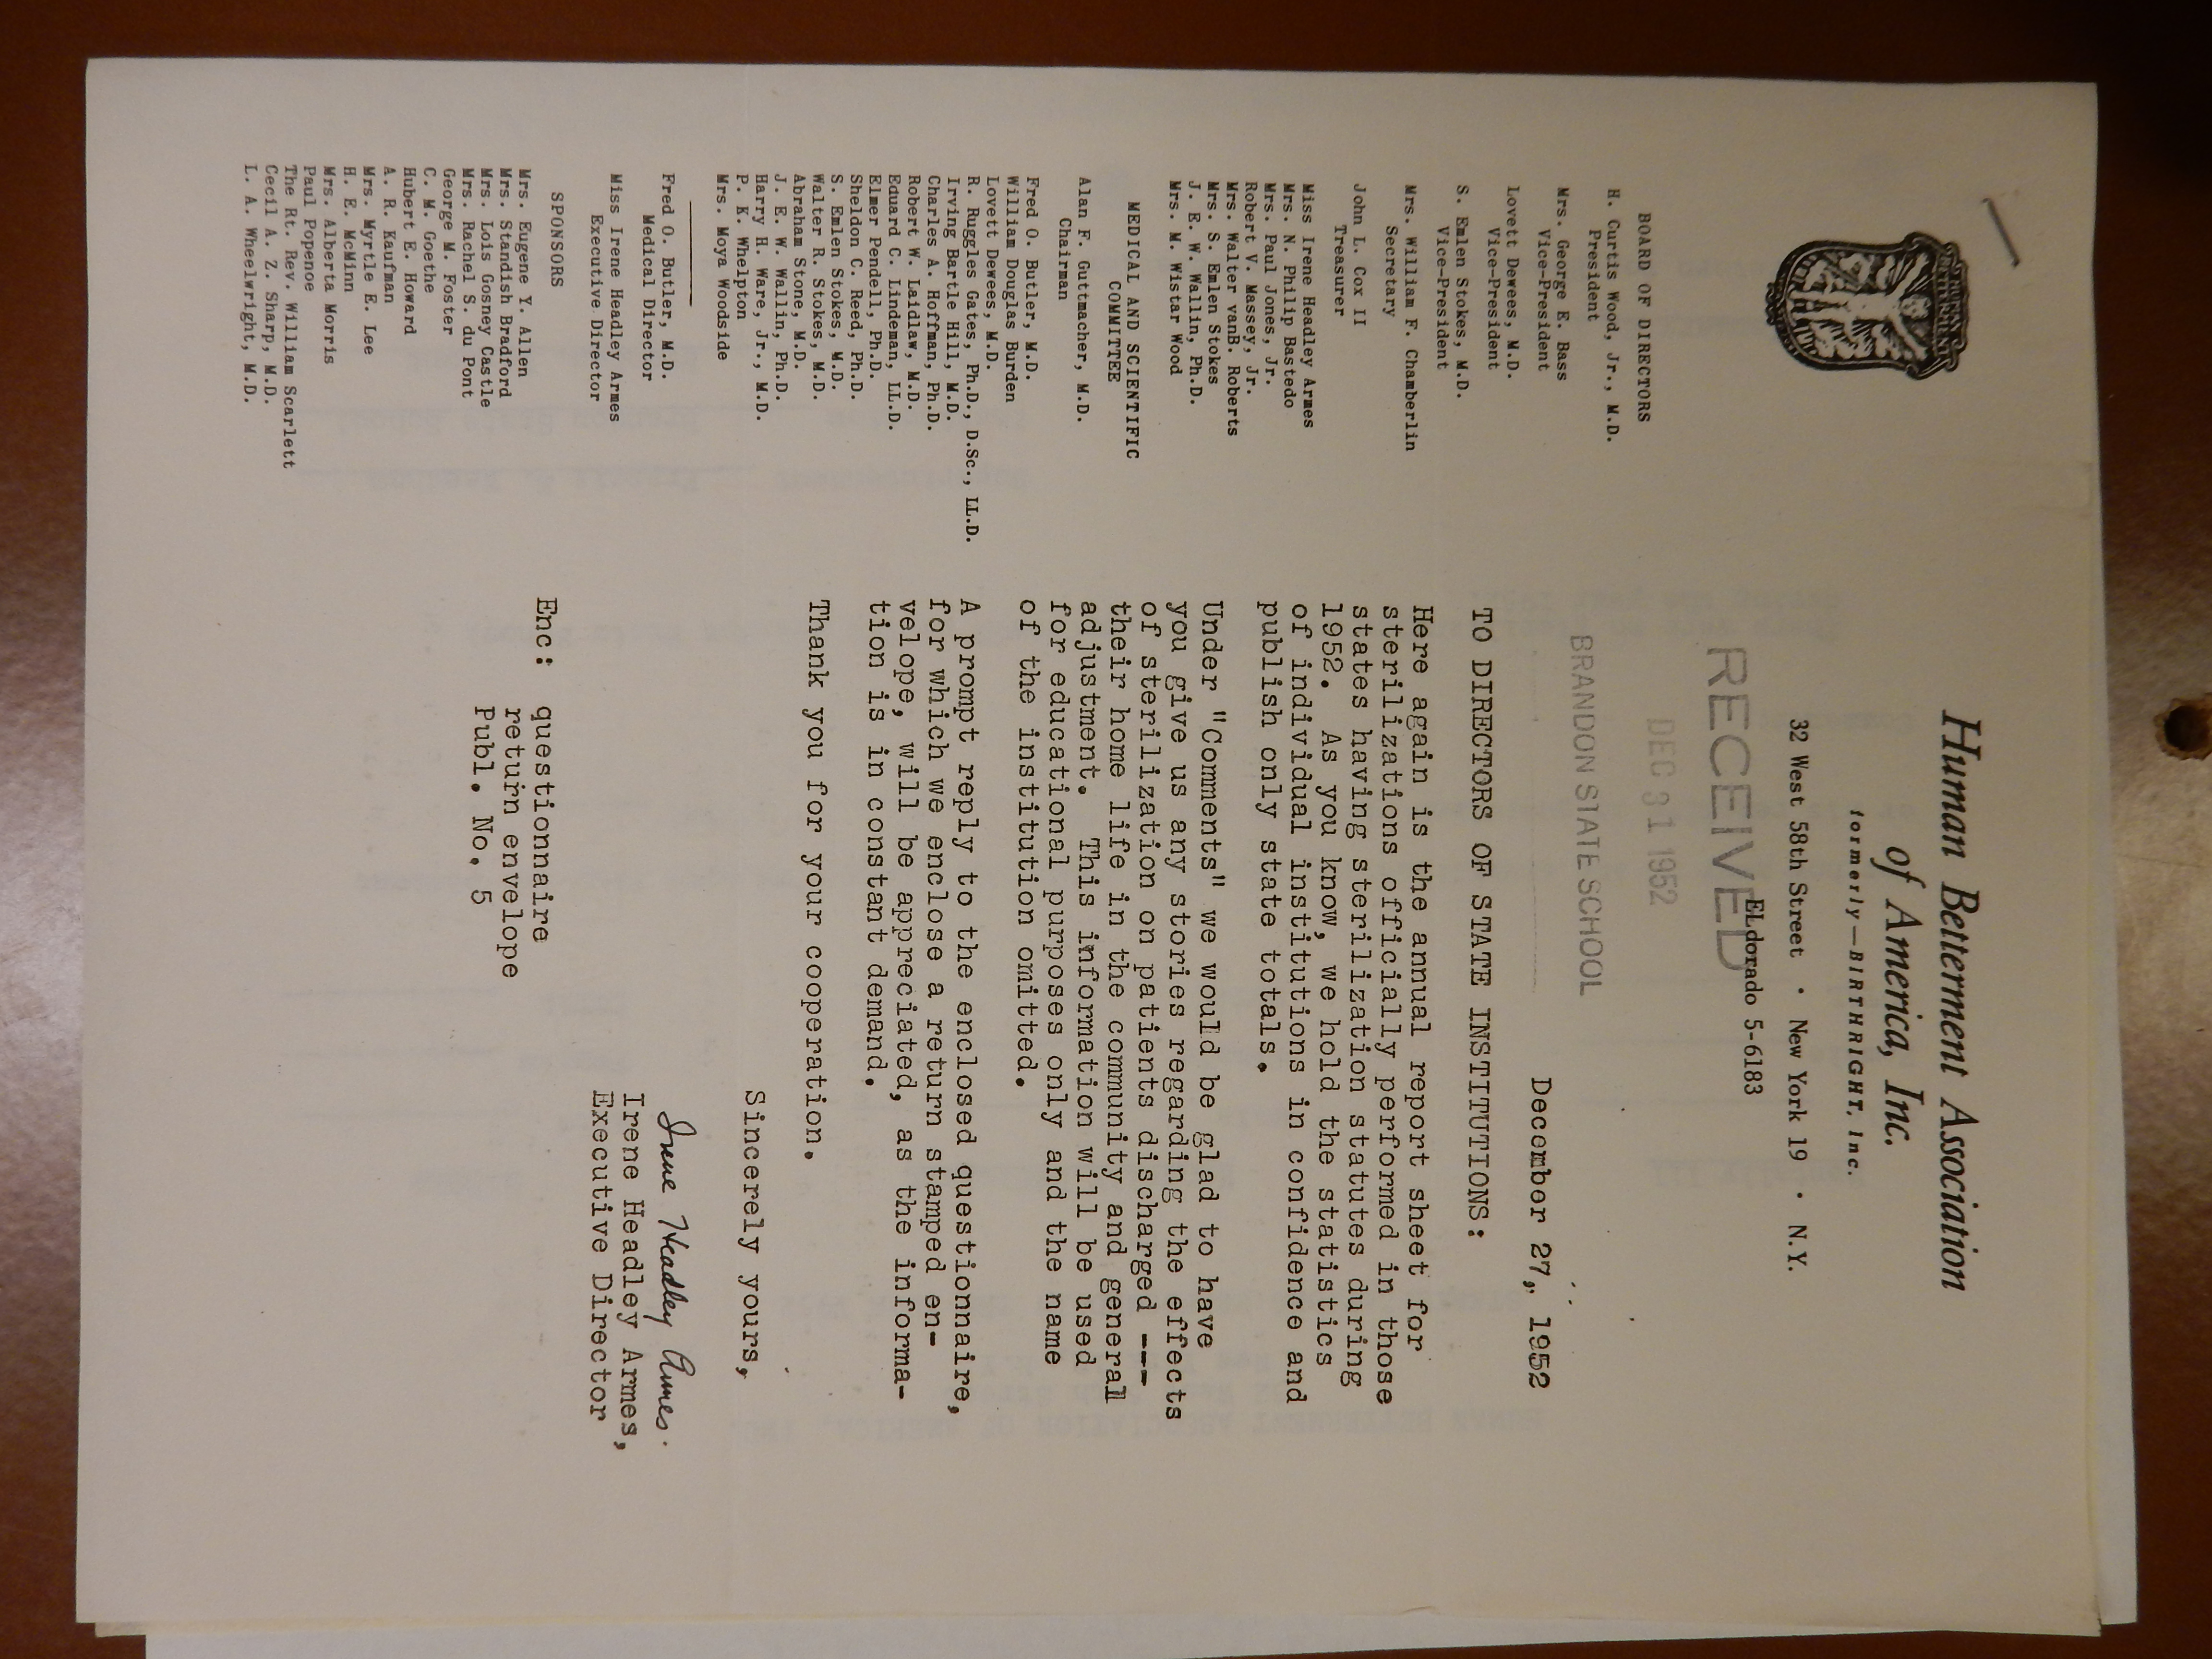 Human Betterment Association
of America, Inc.
formerly—BIRTHRIGHT, Inc.
32 West 58th Street • New York 19 • N.Y.
ELdorado 5-6183
RECEIVED
DEC 31 1952
BRANDON STATE SCHOOL
BOARD OF DIRECTORS
H. Curtis Wood, Jr., M.D.
President
Mrs. George E. Bass
Vice-President
Lovett Dewees, M.D.
Vice-President
S. Emlen Stokes, M.D.
Vice-President
Mrs. William F. Chamberlin
Secretary
John L. Cox II
Treasurer
Miss Irene Headley Armes
Mrs. N. Philip Bastedo
Mrs. Paul Jones, Jr.
Robert V. Massey, Jr.
Mrs. Walter vanB. Roberts
Mrs. S. Emlen Stokes
J. E. W. Wallin, Ph.D.
Mrs. M. Wistar Wood
MEDICAL AND SCIENTIFIC
COMMITTEE
Alan F. Guttmacher, M.D.
Chairman
Fred O. Butler, M.D.
William Douglas Burden
Lovett Dewees, M.D.
R. Ruggles Gates, Ph.D., D.Sc., LL.D.
Irving Bartle Hill, M.D.
Charles A. Hoffman, Ph.D.
Robert W. Laidlaw, M.D.
Eduard C. Lindeman, LL.D.
Elmer Pendell, Ph.D.
Sheldon C. Reed, Ph.D.
S. Emlen Stokes, M.D.
Walter R. Stokes, M.D.
Abraham Stone, M.D.
J. E. W. Wallin, Ph.D.
Harry H. Ware, Jr., M.D.
P. K. Whelpton
Mrs. Moya Woodside
Fred O. Butler, M.D.
Medical Director
Miss Irene Headley Armes
Executive Director
SPONSORS
Mrs. Eugene Y. Allen
Mrs. Standish Bradford
Mrs. Lois Gosney Castle
Mrs. Rachel S. du Pont
George M. Foster
C. M. Goethe
Hubert E. Howard
A. R. Kaufman
Mrs. Myrtle E. Lee
H. E. McMinn
Mrs. Alberta Morris
Paul Popenoe
The Rt. Rev. William Scarlett
Cecil A. Z. Sharp, M.D.
L. A. Wheelwright, M.D.
Decombor 27, 1952
TO DIRECTORS OF STATE INSTITUTIONS:
Here again is the annual report sheet for
sterilizations officially performed in those
states having sterilization statutes during
1952. As you know, we hold the statistics
of individual institutions in confidence and
publish only state totals.
Under "Comments" we would be glad to have
you give us any stories regarding the effects
of sterilization on patients discharged ---
their home life in the community and general
adjustment. This information will be used
for educational purposes only and the name
of the institution omitted.
A prompt reply to the enclosed questionnaire,
for which we enclose a return stamped en-
velope, will be appreciated, as the informa-
tion is in constant demand.
Thank you for your cooperation.
Sincerely yours,
Irene Headley Armes.
Irene Headley Armes,
Executive Director
Enc: questionnaire
return envelope
Publ. No. 5